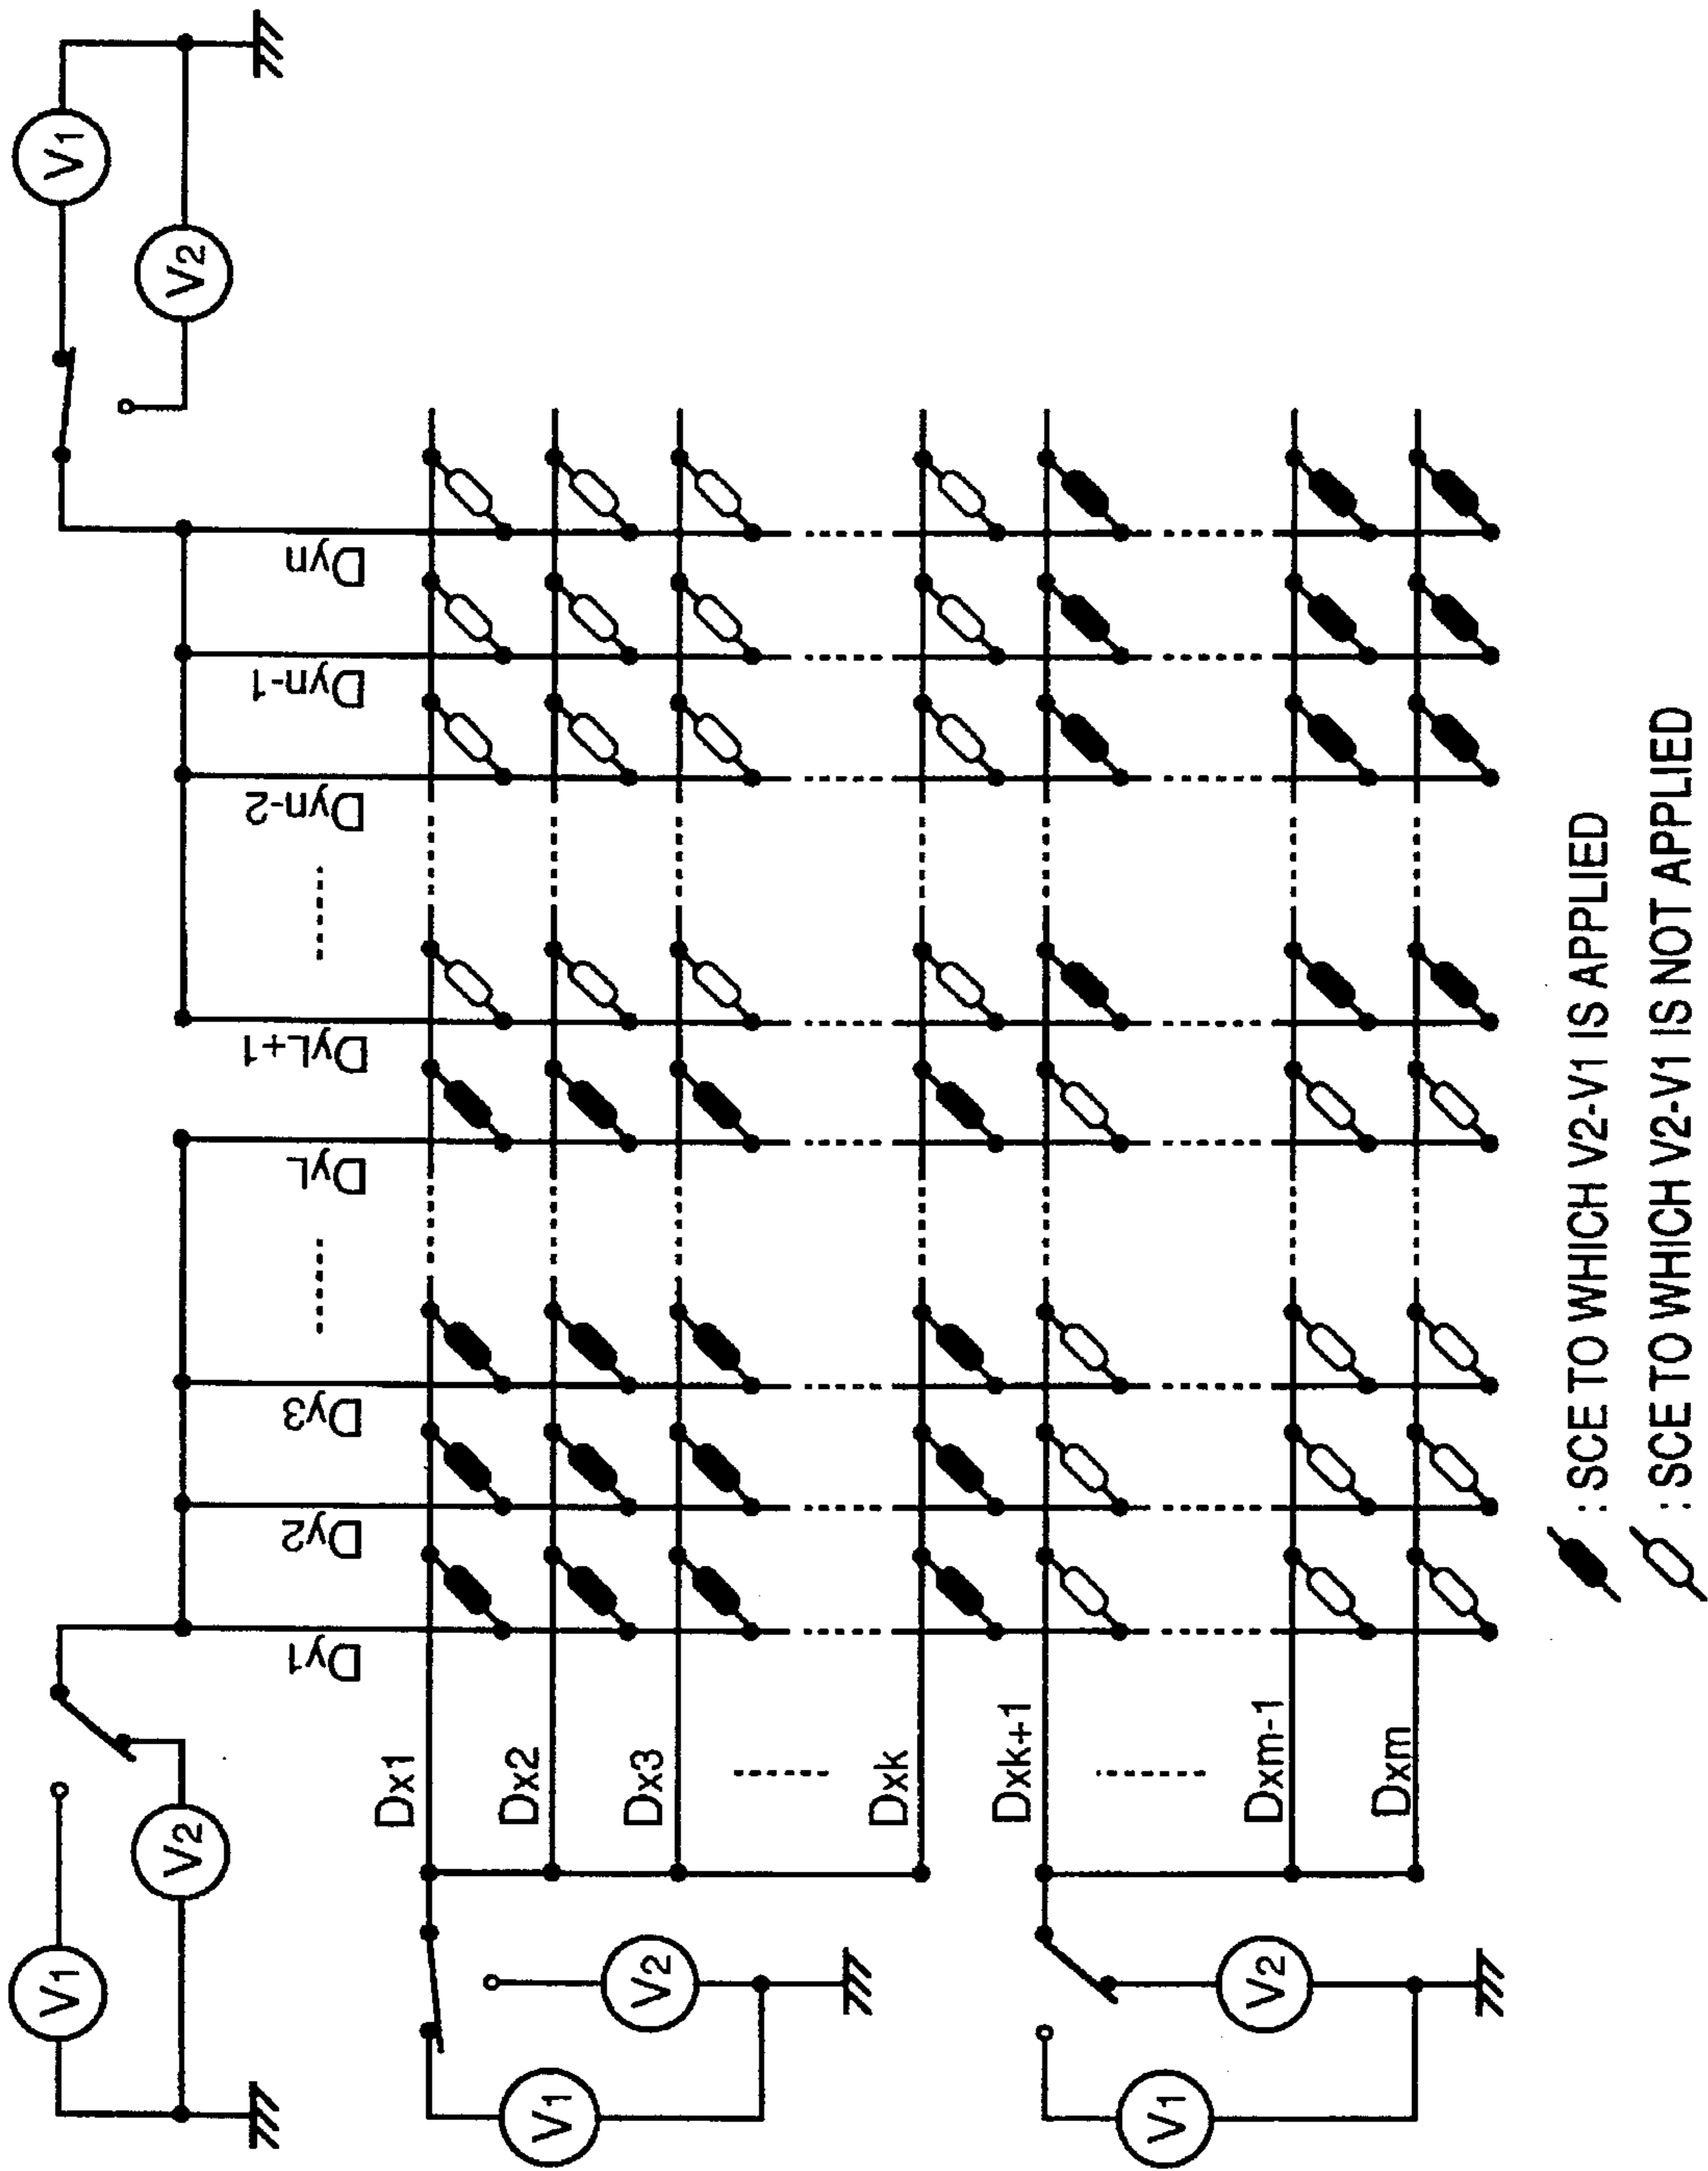 V1
V2
V1
V2
Dy1
Dy2
Dy3
DyL
DyL+1
Dyn-2
Dyn-1
Dyn
Dx1
Dx2
Dx3
Dxk
Dxk+1
Dxm-1
Dxm
V1
V2
V1
V2
: SCE TO WHICH V2-V1 IS APPLIED
: SCE TO WHICH V2-V1 IS NOT APPLIED